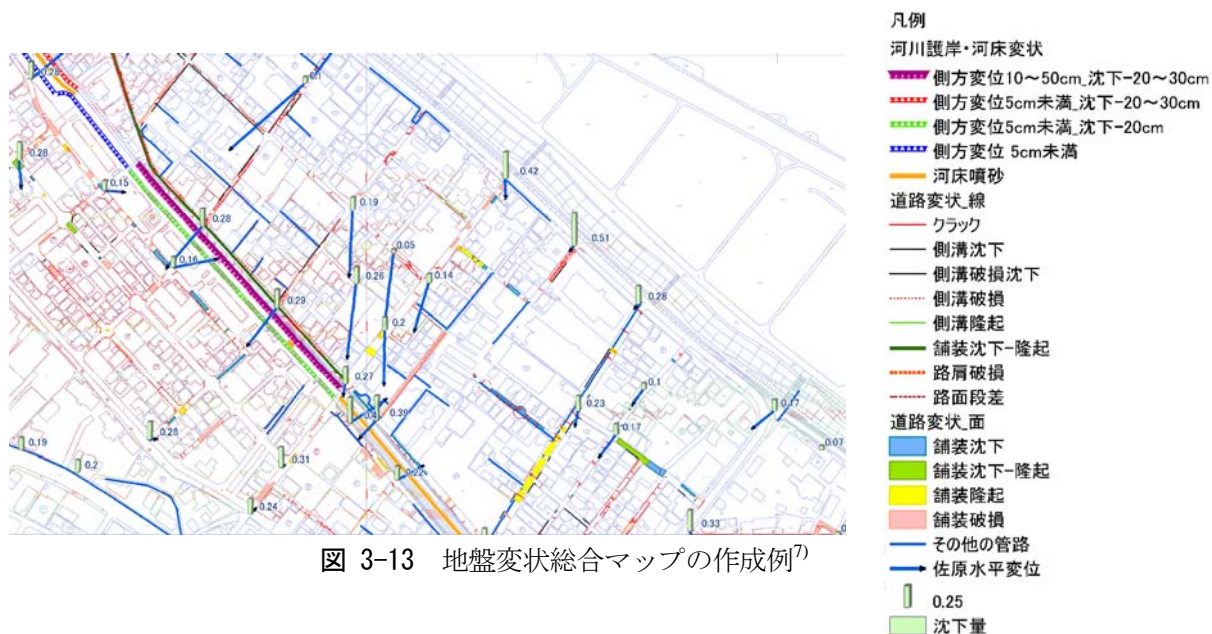 凡例
河川護岸・河床変状
側方変位10～50cm_沈下-20～30cm
側方変位5cm未満_沈下-20～30cm
側方変位5cm未満_沈下-20cm
側方変位 5cm未満
河床噴砂
道路変状_線
クラック
側溝沈下
側溝破損沈下
側溝破損
側溝隆起
舗装沈下-隆起
路肩破損
路面段差
道路変状_面
舗装沈下
舗装沈下-隆起
舗装隆起
舗装破損
その他の管路
佐原水平変位
0.25
沈下量
0.28
0.1
0.28
0.15
0.42
0.19
0.28
0.51
0.05
0.16
0.26
0.14
0.29
0.28
0.2
0.27
0.1
0.39
0.23
0.17
0.17
0.28
0.07
0.19
0.2
0.31
0.22
0.24
0.33
図 3-13 地盤変状総合マップの作成例7)